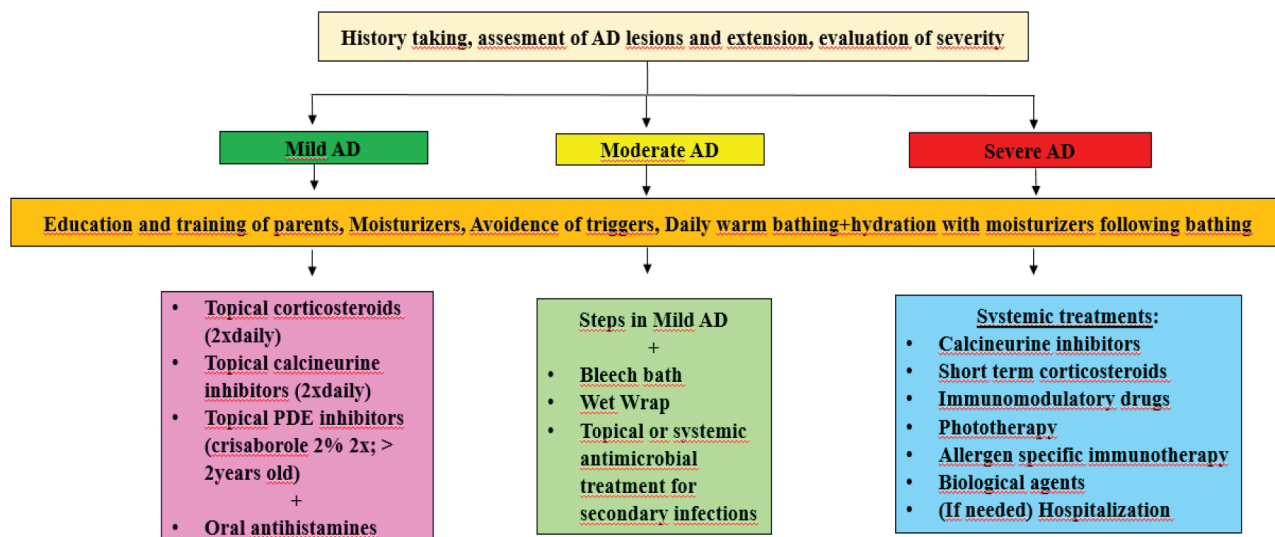 History taking, assesment of AD lesions and extension, evaluation of severity
Mild AD
Moderate AD
Severe AD
Education and training of parents, Moisturizers, Avoidence of triggers, Daily warm bathing+hydration with moisturizers following bathing
• Topical corticosteroids
(2xdaily)
• Topical calcineurine
inhibitors (2xdaily)
• Topical PDE inhibitors
(crisaborole 2% 2x; >
2years old)
+
• Oral antihistamines
Steps in Mild AD
+
• Bleech bath
• Wet Wrap
• Topical or systemic
antimicrobial
treatment for
secondary infections
Systemic treatments:
• Calcineurine inhibitors
• Short term corticosteroids
• Immunomodulatory drugs
• Phototherapy
• Allergen specific immunotherapy
• Biological agents
• (If needed) Hospitalization